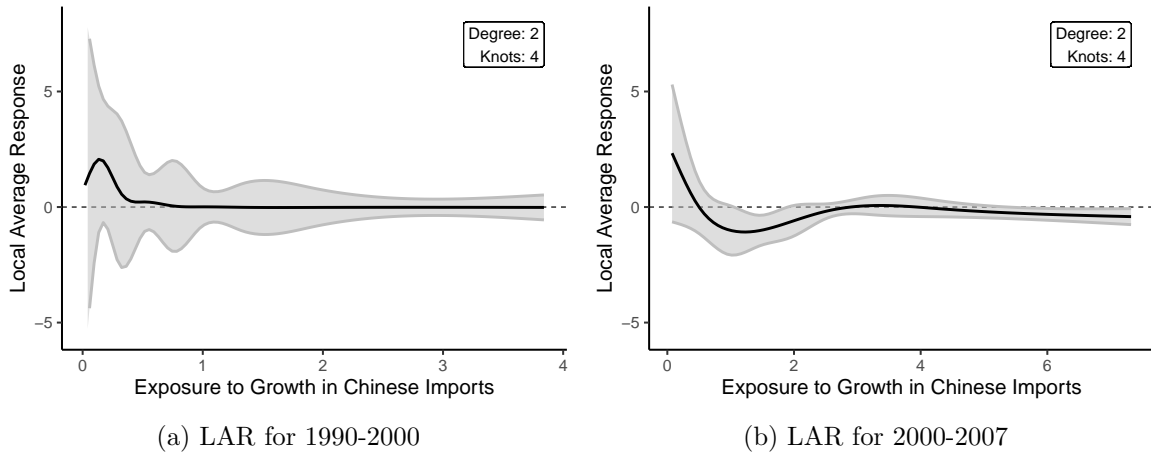 Degree: 2
Knots: 4
5
0
−5
Local Average Response
0
1
2
3
4
Exposure to Growth in Chinese Imports
(a) LAR for 1990-2000
Degree: 2
Knots: 4
5
0
−5
Local Average Response
0
2
4
6
Exposure to Growth in Chinese Imports
(b) LAR for 2000-2007